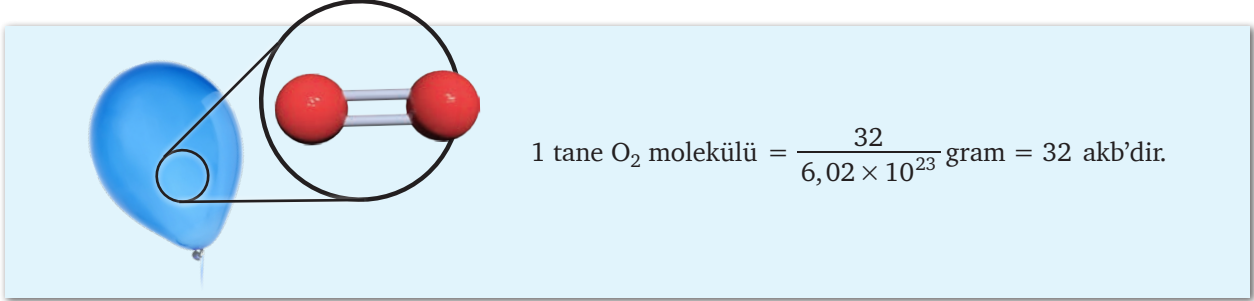 1 tane O₂ molekülü = 32 / 6,02 × 10²³ gram = 32 akb’dir.